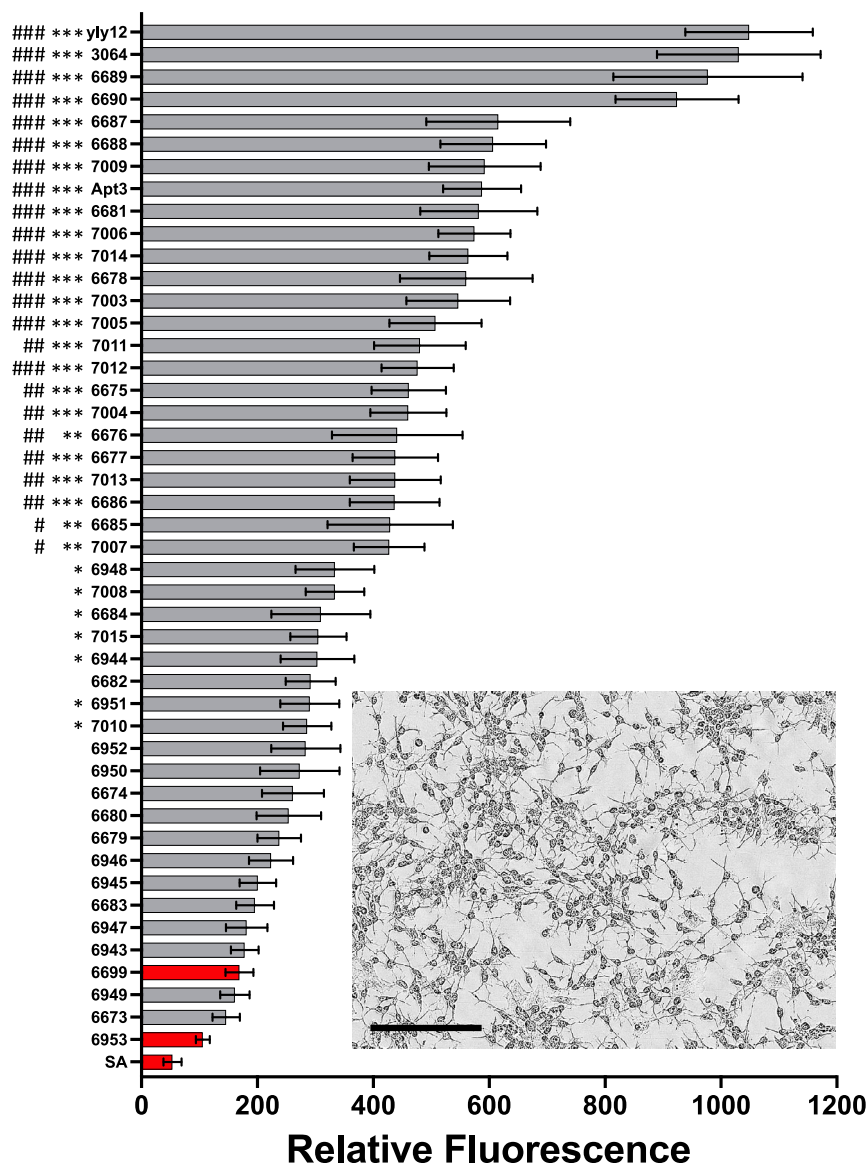 ### *** yly12
### *** 3064
### *** 6689
### *** 6690
### *** 6687
### *** 6688
### *** 7009
### *** Apt3
### *** 6681
### *** 7006
### *** 7014
### *** 6678
### *** 7003
### *** 7005
## *** 7011
### *** 7012
## *** 6675
## *** 7004
## ** 6676
## *** 6677
## *** 7013
## *** 6686
# ** 6685
# ** 7007
* 6948
* 7008
* 6684
* 7015
* 6944
6682
* 6951
* 7010
6952
6950
6674
6680
6679
6946
6945
6683
6947
6943
6699
6949
6673
6953
SA
0 200 400 600 800 1000 1200
Relative Fluorescence